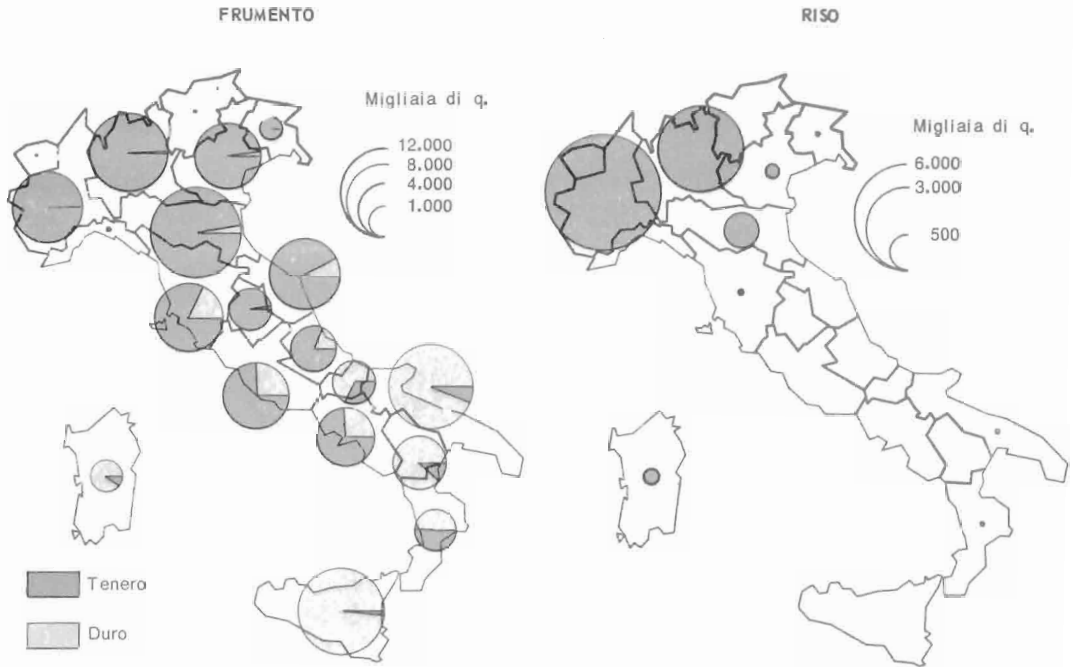 FRUMENTO
Migliaia di q.
12.000
8.000
4.000
1.000
Tenero
Duro
RISO
Migliaia di q.
6.000
3.000
500